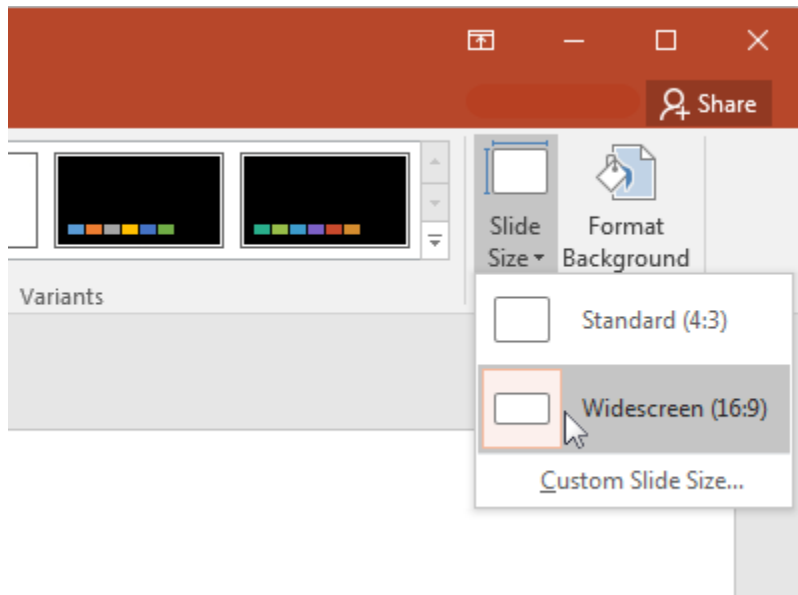 Share
Slide
Size
Format
Background
Variants
Standard (4:3)
Widescreen (16:9)
Custom Slide Size...